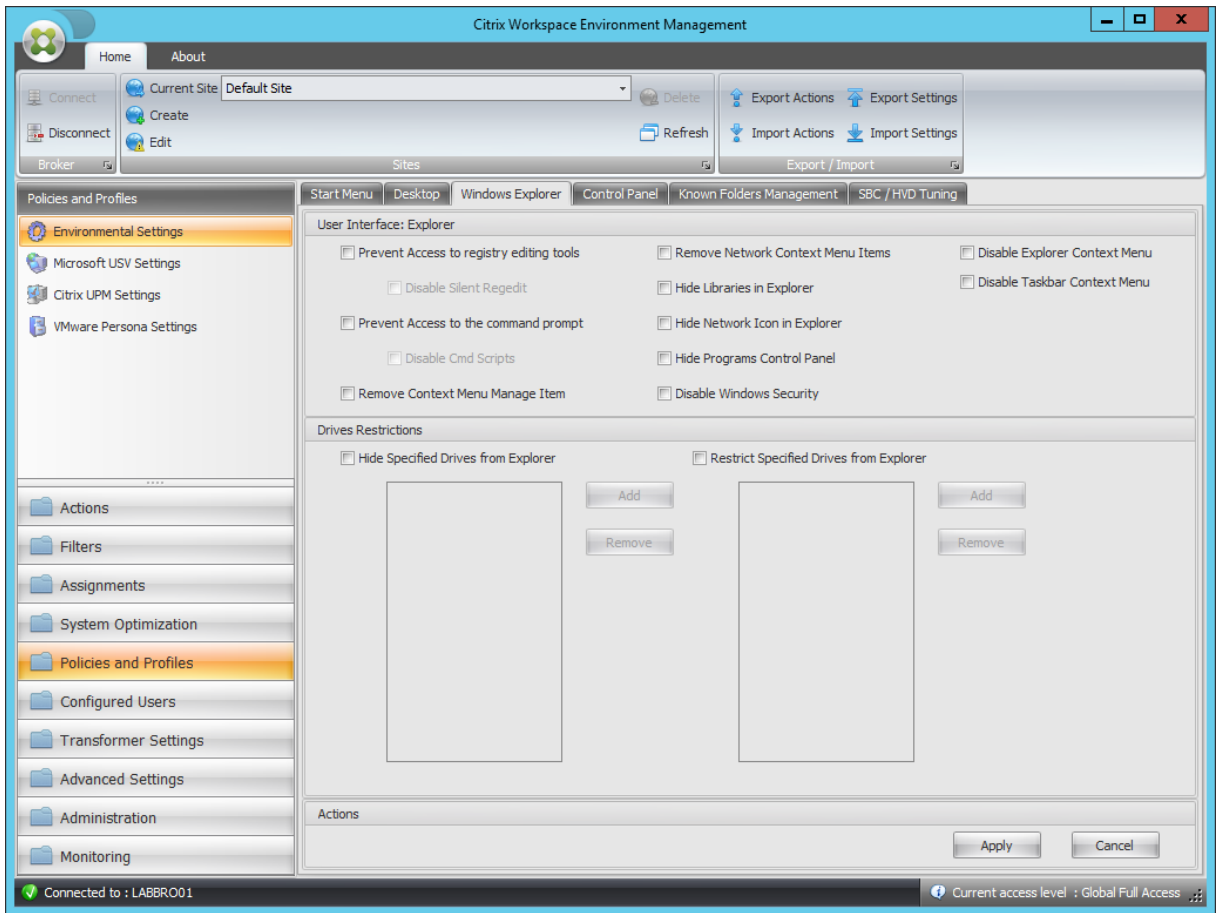 Citrix Workspace Environment Management
Home About
Connect
Disconnect
Broker
Current Site Default Site
Create
Edit
Delete
Refresh
Sites
Export Actions Export Settings
Import Actions Import Settings
Export / Import
Policies and Profiles
Environmental Settings
Microsoft USV Settings
Citrix UPM Settings
VMware Persona Settings
Actions
Filters
Assignments
System Optimization
Policies and Profiles
Configured Users
Transformer Settings
Advanced Settings
Administration
Monitoring
Start Menu Desktop Windows Explorer Control Panel Known Folders Management SBC / HVD Tuning
User Interface: Explorer
Prevent Access to registry editing tools Remove Network Context Menu Items Disable Explorer Context Menu
Disable Silent Regedit Hide Libraries in Explorer Disable Taskbar Context Menu
Prevent Access to the command prompt Hide Network Icon in Explorer
Disable Cmd Scripts Hide Programs Control Panel
Remove Context Menu Manage Item Disable Windows Security
Drives Restrictions
Hide Specified Drives from Explorer Restrict Specified Drives from Explorer
Add Add
Remove Remove
Actions
Apply Cancel
Connected to : LABBRO01 Current access level : Global Full Access